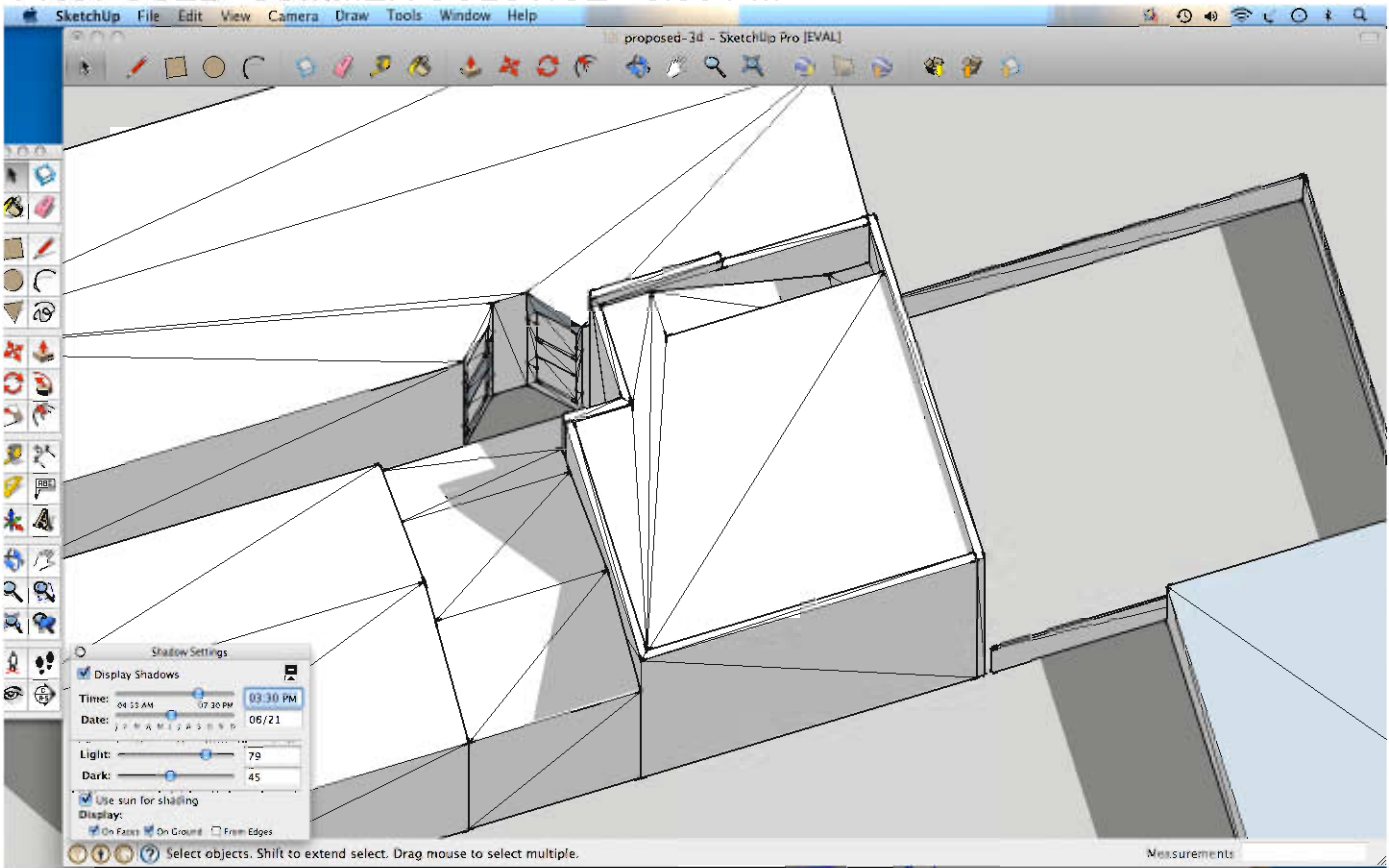 SketchUp File Edit View Camera Draw Tools Window Help
proposed-3d - SketchUp Pro [EVAL]
ABC
Shadow Settings
Display Shadows
Time: 07 30 PM 03:30 PM
Date: J F M A M J J A S O N D 06/21
Light: 79
Dark: 45
Use sun for shading
Display:
On Faces On Ground From Edges
Select objects. Shift to extend select. Drag mouse to select multiple.
Measurements